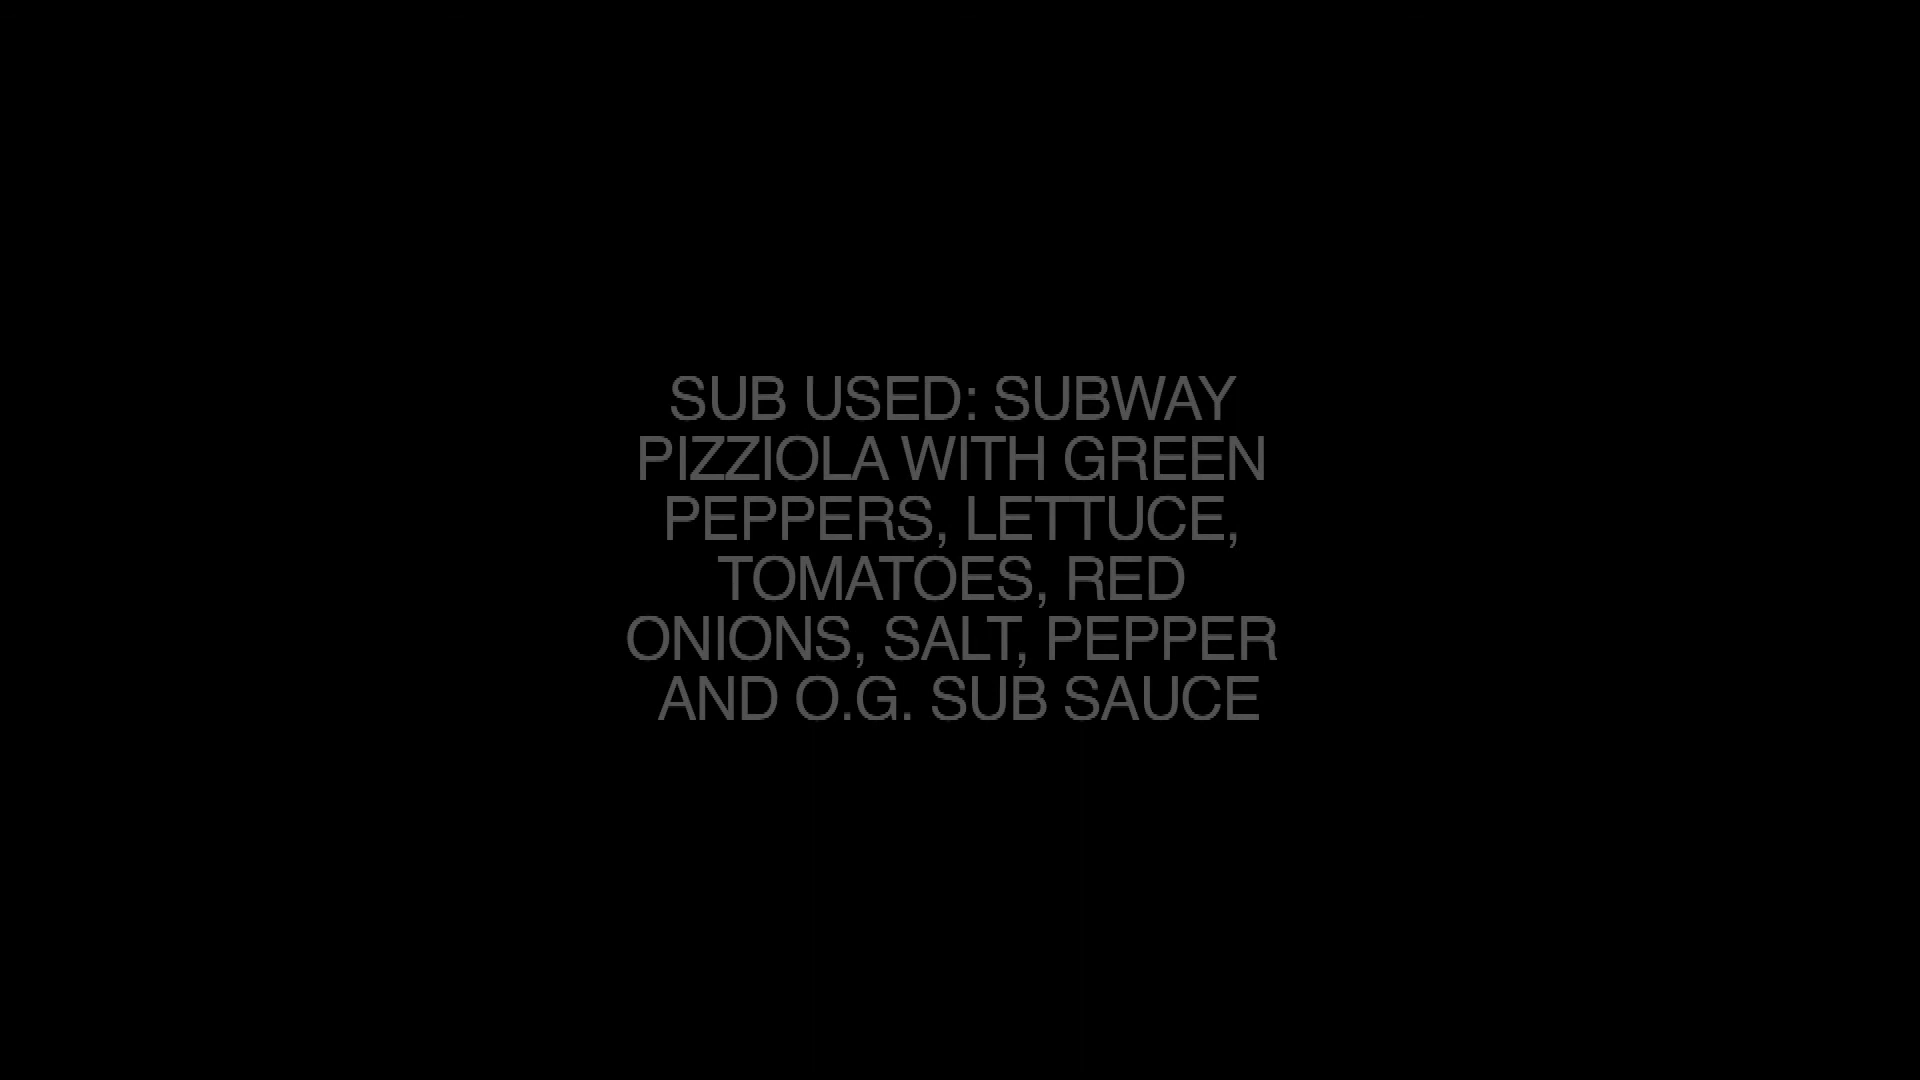 SUB USED: SUBWAY
PIZZIOLA WITH GREEN
PEPPERS, LETTUCE,
TOMATOES, RED
ONIONS, SALT, PEPPER
AND O.G. SUB SAUCE